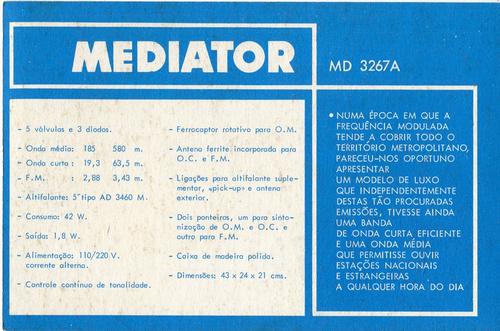 MEDIATOR
MD 3267A
- 5 válvulas e 3 diodos.
- Onda média: 185 580 m.
- Onda curta : 19,3 63,5 m.
- F.M. : 2,88 3,43 m.
- Altifalante: 5" tipo AD 3460 M.
- Consumo: 42 W.
- Saída: 1,8 W.
- Alimentação: 110/220 V.
corrente alterna.
- Controle contínuo de tonalidade.
- Ferrocaptor rotativo para O.M.
- Antena ferrite incorporada para
O.C. e F.M.
- Ligações para altifalante suple-
mentar, «pick-up» e antena
exterior.
- Dois ponteiros, um para sinto-
nização de O.M. e O.C. e
outro para F.M.
- Caixa de madeira polida.
- Dimensões: 43 x 24 x 21 cms.
• NUMA ÉPOCA EM QUE A
FREQUÊNCIA MODULADA
TENDE A COBRIR TODO O
TERRITÓRIO METROPOLITANO,
PARECEU-NOS OPORTUNO
APRESENTAR
UM MODELO DE LUXO
QUE INDEPENDENTEMENTE
DESTAS TÃO PROCURADAS
EMISSÕES, TIVESSE AINDA
UMA BANDA
DE ONDA CURTA EFICIENTE
E UMA ONDA MÉDIA
QUE PERMITISSE OUVIR
ESTAÇÕES NACIONAIS
E ESTRANGEIRAS
A QUALQUER HORA DO DIA